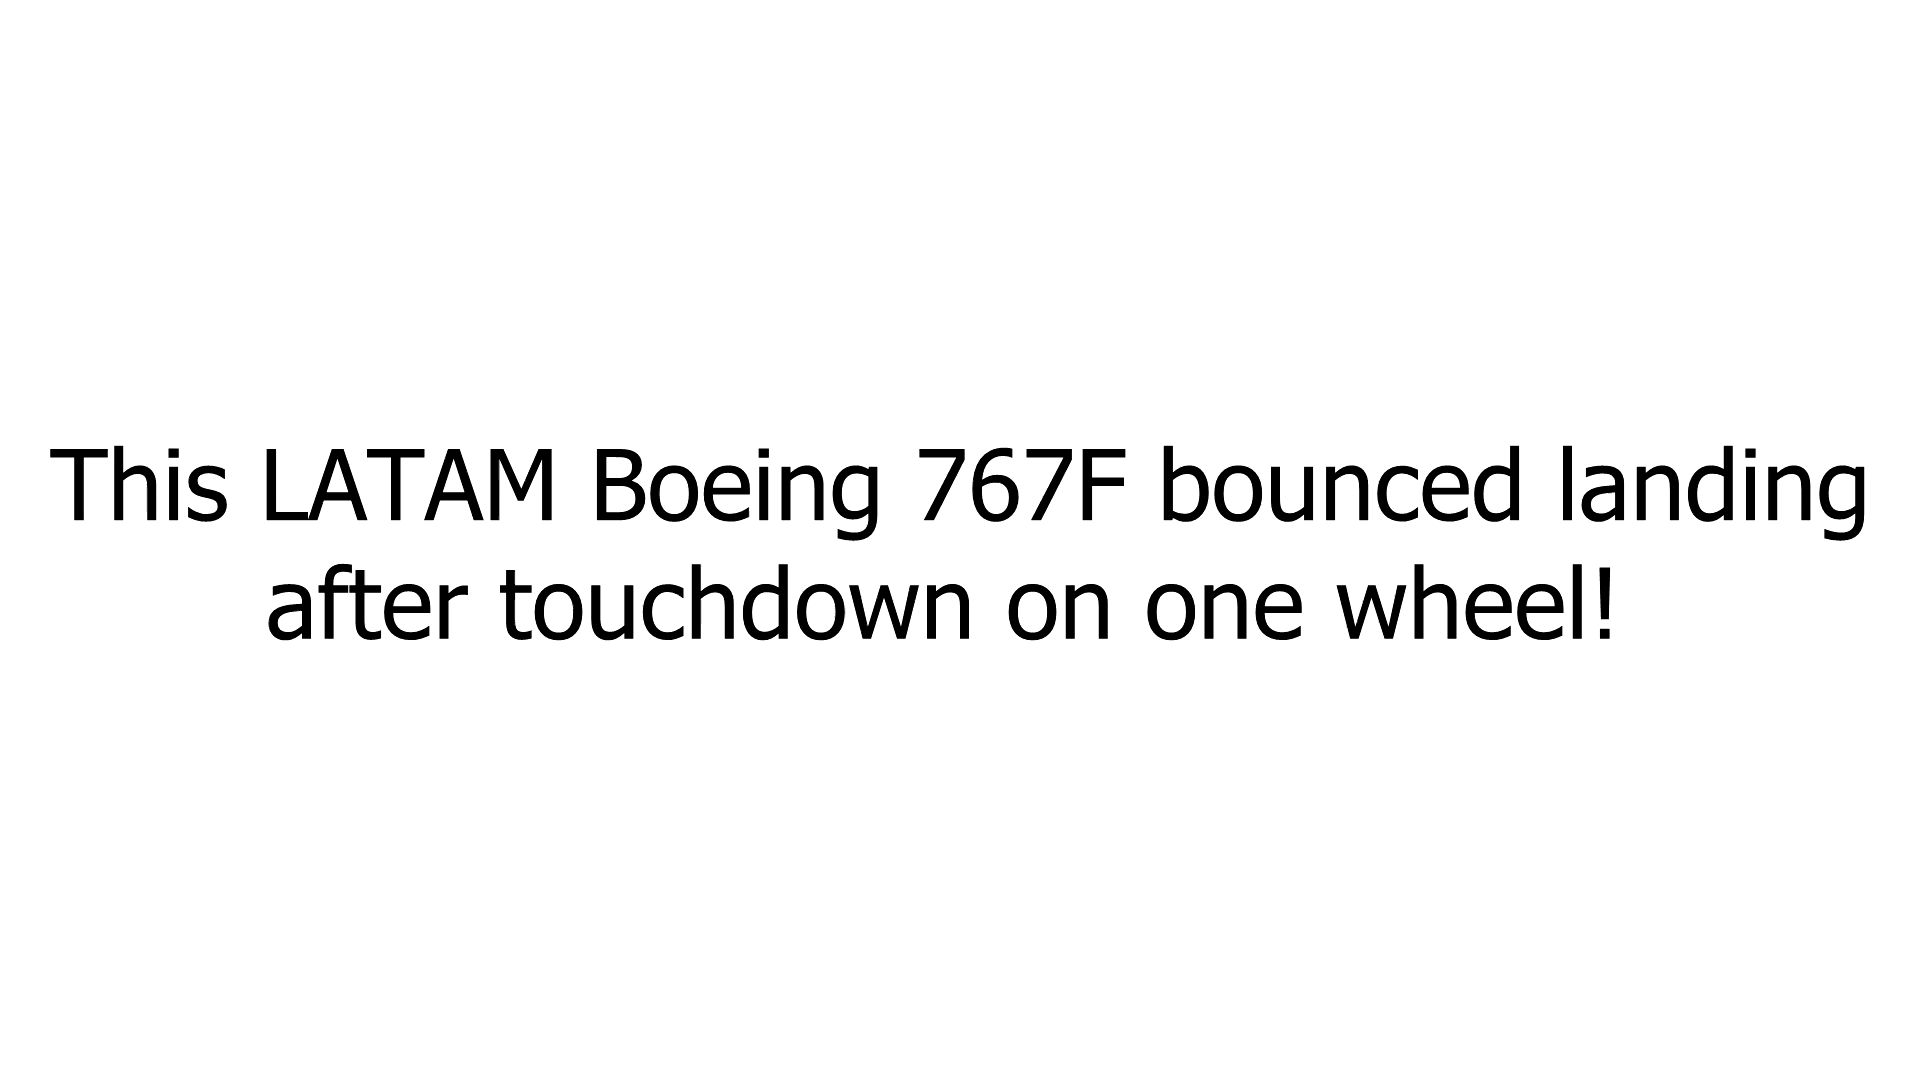 This LATAM Boeing 767F bounced landing
after touchdown on one wheel!